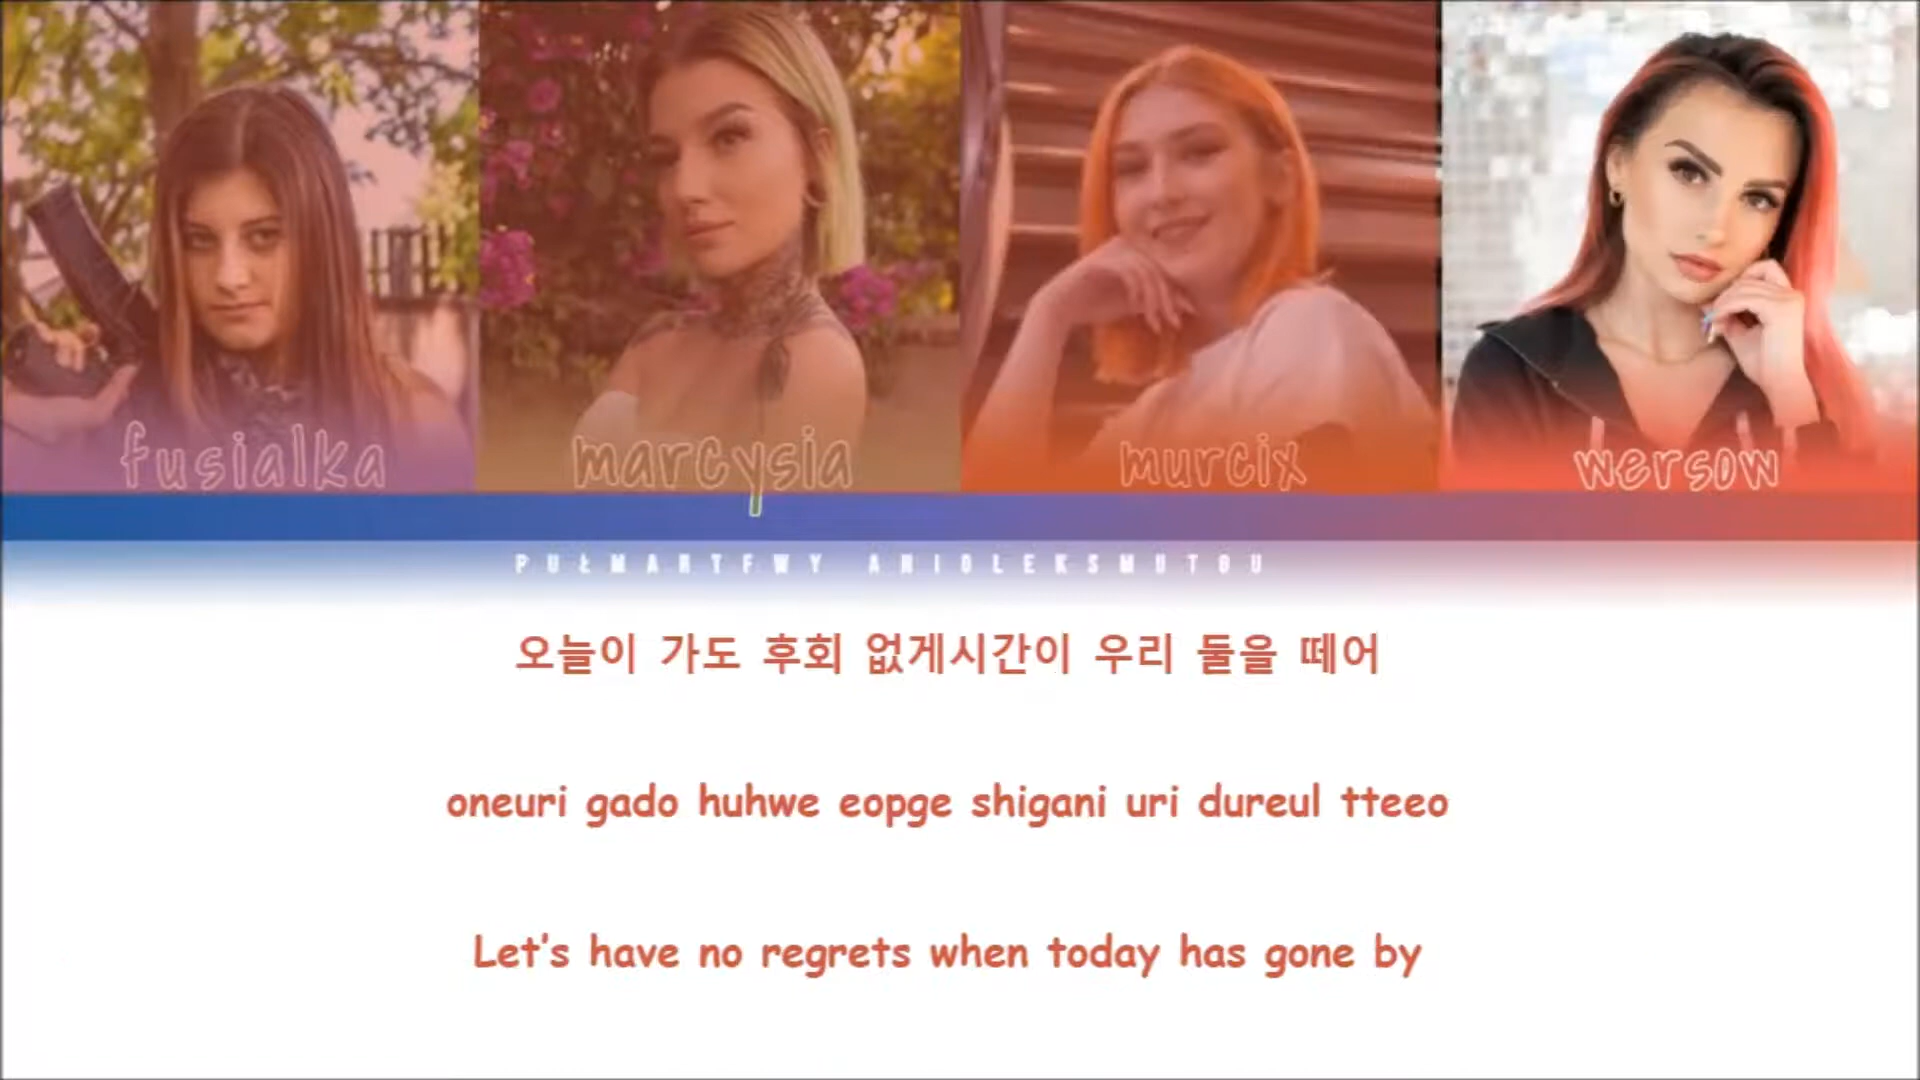 fusialka
marcysia
murcix
wersow
PUŁMARTFWY ANIOLEKSMUTGU
오늘이 가도 후회 없게시간이 우리 둘을 떼어
oneuri gado huhwe eopge shigani uri dureul tteeo
Let's have no regrets when today has gone by